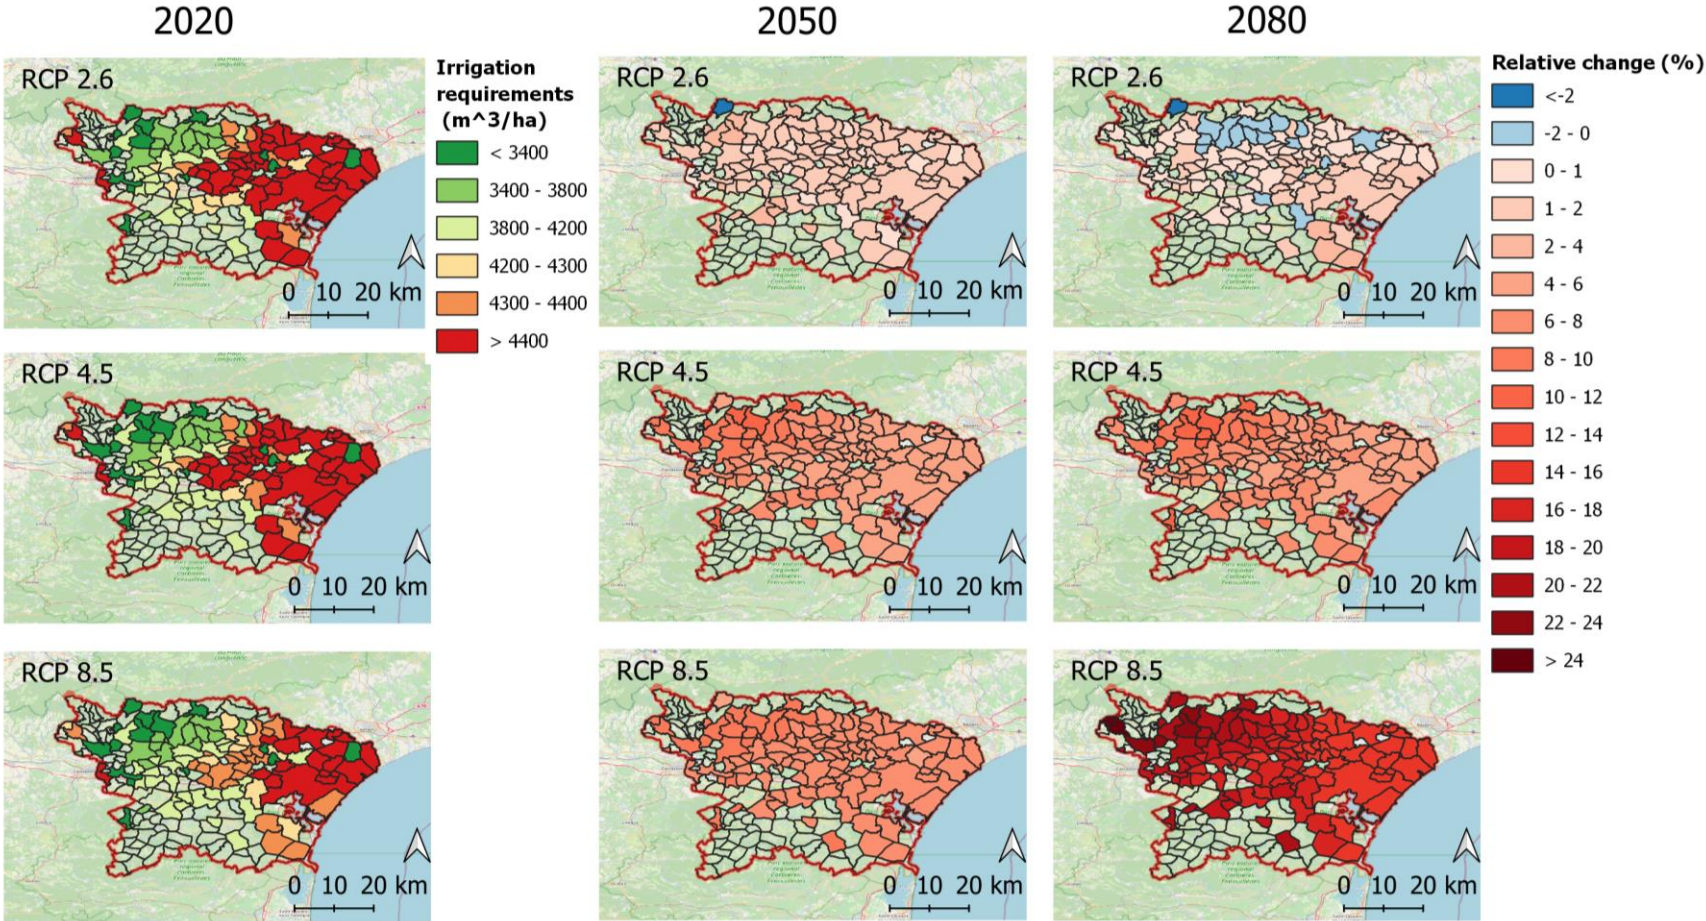 2020
2050
2080
RCP 2.6
0 10 20 km
Irrigation
requirements
(m^3/ha)
< 3400
3400 - 3800
3800 - 4200
4200 - 4300
4300 - 4400
> 4400
RCP 2.6
0 10 20 km
RCP 2.6
0 10 20 km
Relative change (%)
<-2
-2 - 0
0 - 1
1 - 2
2 - 4
4 - 6
6 - 8
8 - 10
10 - 12
12 - 14
14 - 16
16 - 18
18 - 20
20 - 22
22 - 24
> 24
RCP 4.5
0 10 20 km
RCP 4.5
0 10 20 km
RCP 4.5
0 10 20 km
RCP 8.5
0 10 20 km
RCP 8.5
0 10 20 km
RCP 8.5
0 10 20 km